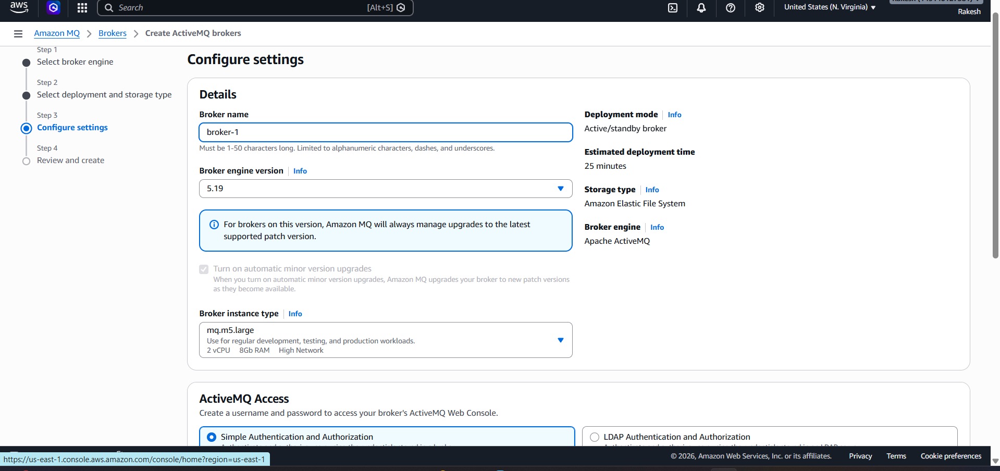 aws
Search
[Alt+S]
United States (N. Virginia)
Rakesh
Amazon MQ
Brokers
Create ActiveMQ brokers
Step 1
Select broker engine
Step 2
Select deployment and storage type
Step 3
Configure settings
Step 4
Review and create
Configure settings
Details
Broker name
broker-1
Must be 1-50 characters long. Limited to alphanumeric characters, dashes, and underscores.
Broker engine version
Info
5.19
For brokers on this version, Amazon MQ will always manage upgrades to the latest
supported patch version.
Turn on automatic minor version upgrades
When you turn on automatic minor version upgrades, Amazon MQ upgrades your broker to new patch versions
as they become available.
Broker instance type
Info
mq.m5.large
Use for regular development, testing, and production workloads.
2 vCPU 8Gb RAM High Network
Deployment mode
Info
Active/standby broker
Estimated deployment time
25 minutes
Storage type
Info
Amazon Elastic File System
Broker engine
Info
Apache ActiveMQ
ActiveMQ Access
Create a username and password to access your broker's ActiveMQ Web Console.
Simple Authentication and Authorization
LDAP Authentication and Authorization
https://us-east-1.console.aws.amazon.com/console/home?region=us-east-1
© 2026, Amazon Web Services, Inc. or its affiliates.
Privacy
Terms
Cookie preferences